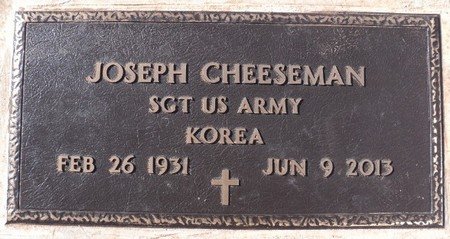 JOSEPH CHEESEMAN
SGT US ARMY
KOREA
FEB 26 1931 JUN 9 2013